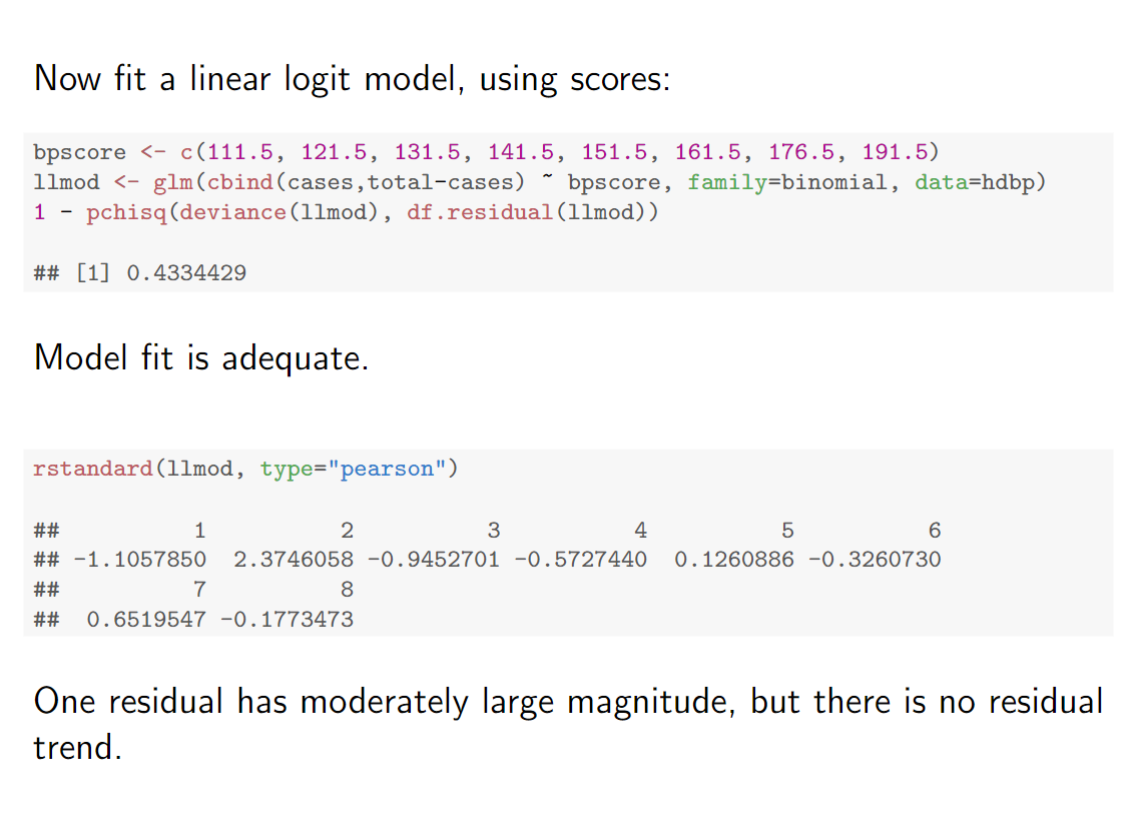 Now fit a linear logit model, using scores:
bpscore <- c(111.5, 121.5, 131.5, 141.5, 151.5, 161.5, 176.5, 191.5)
llmod <- glm(cbind(cases,total-cases) ~ bpscore, family=binomial, data=hdbp)
1 - pchisq(deviance(llmod), df.residual(llmod))
## [1] 0.4334429
Model fit is adequate.
rstandard(llmod, type="pearson")
##          1          2          3          4          5          6
## -1.1057850  2.3746058 -0.9452701 -0.5727440  0.1260886 -0.3260730
##          7          8
##  0.6519547 -0.1773473
One residual has moderately large magnitude, but there is no residual
trend.